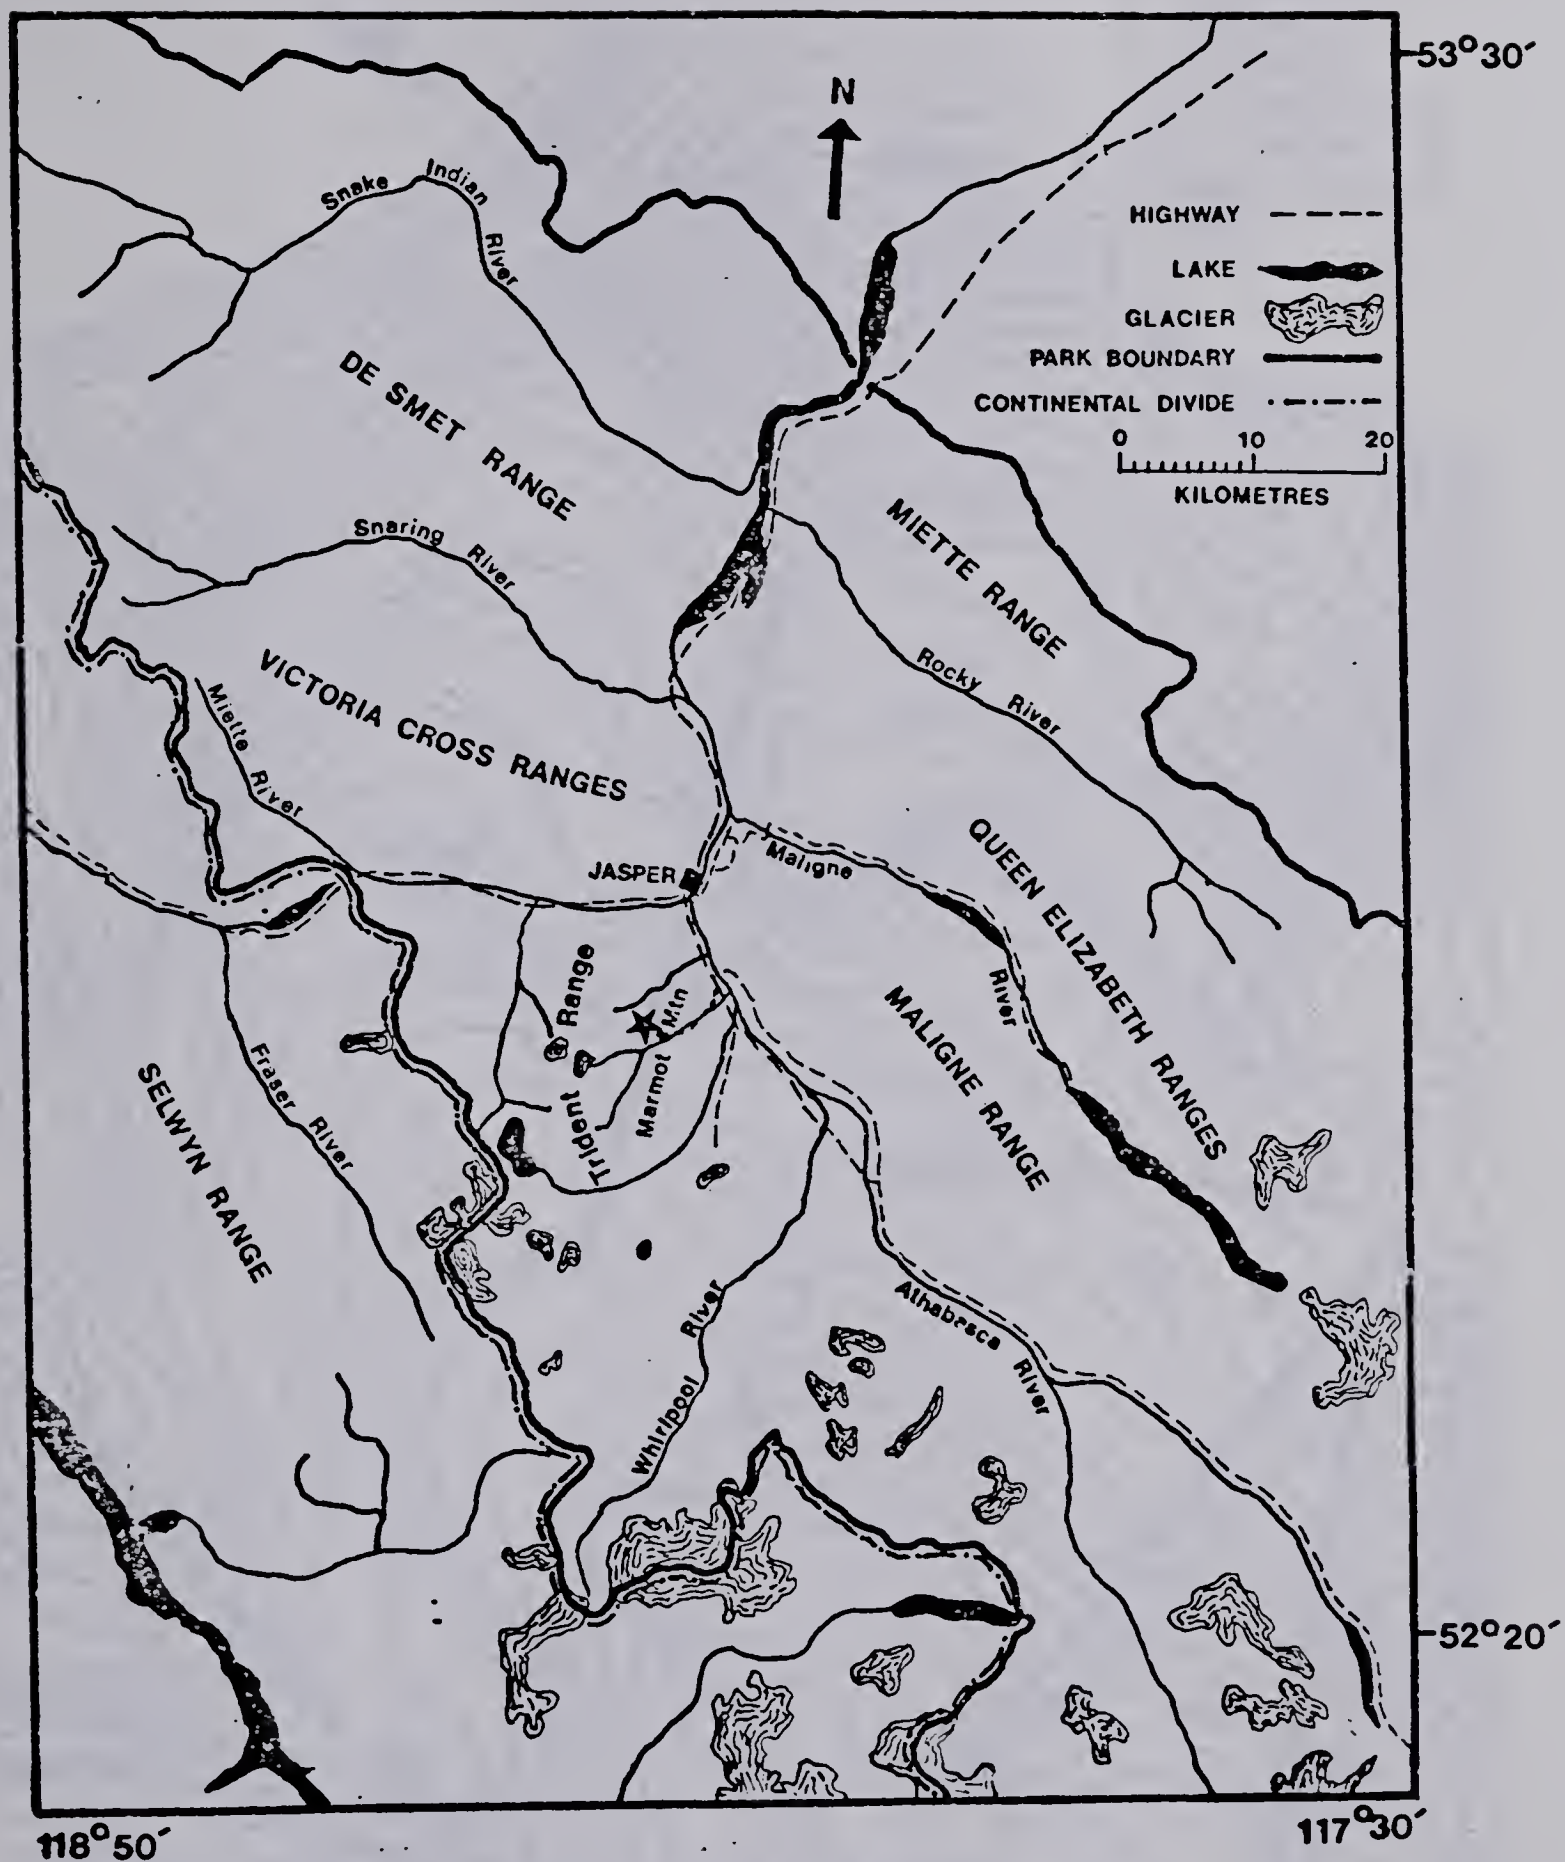 53°30′
N
HIGHWAY
LAKE
GLACIER
PARK BOUNDARY
CONTINENTAL DIVIDE
0 10 20
KILOMETRES
Snake Indian River
DE SMET RANGE
MIETTE RANGE
Snaring River
Rocky River
VICTORIA CROSS RANGES
Miette River
JASPER
Maligne River
QUEEN ELIZABETH RANGES
Trident Range
Marmot Mtn
MALIGNE RANGE
SELWYN RANGE
Fraser River
Athabasca River
Whirlpool River
52°20′
118°50′
117°30′